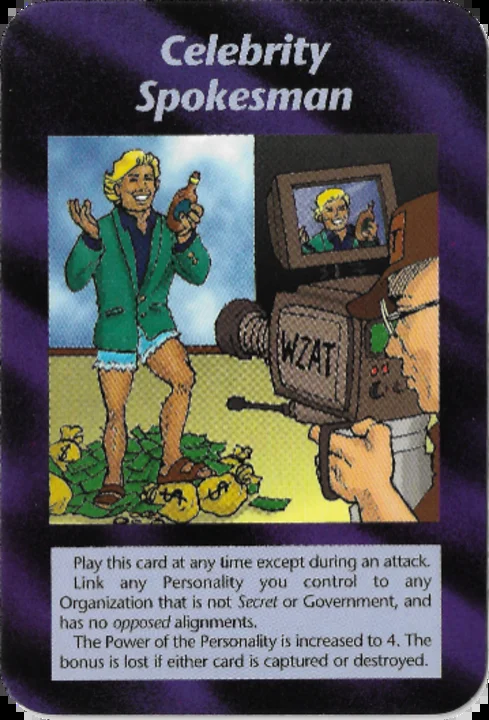 Celebrity
Spokesman
WZAT
$
$
$
Play this card at any time except during an attack.
Link any Personality you control to any
Organization that is not Secret or Government, and
has no opposed alignments.
The Power of the Personality is increased to 4. The
bonus is lost if either card is captured or destroyed.